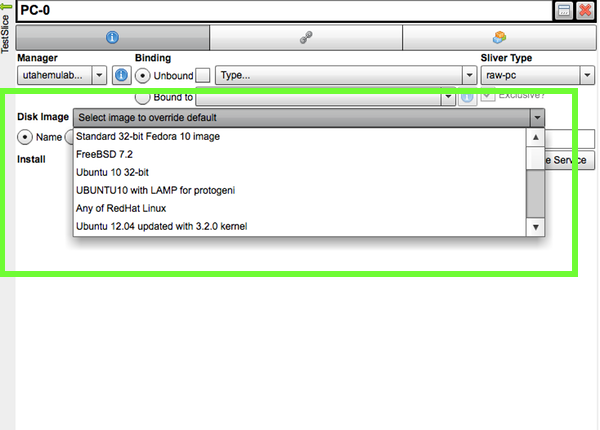 TestSlice
PC-0
Manager
Binding
Sliver Type
utahemulab...
Unbound
Type...
raw-pc
Bound to
Exclusive?
Disk Image
Select image to override default
Name
Standard 32-bit Fedora 10 image
FreeBSD 7.2
Ubuntu 10 32-bit
UBUNTU10 with LAMP for protogeni
Any of RedHat Linux
Ubuntu 12.04 updated with 3.2.0 kernel
Install
Service